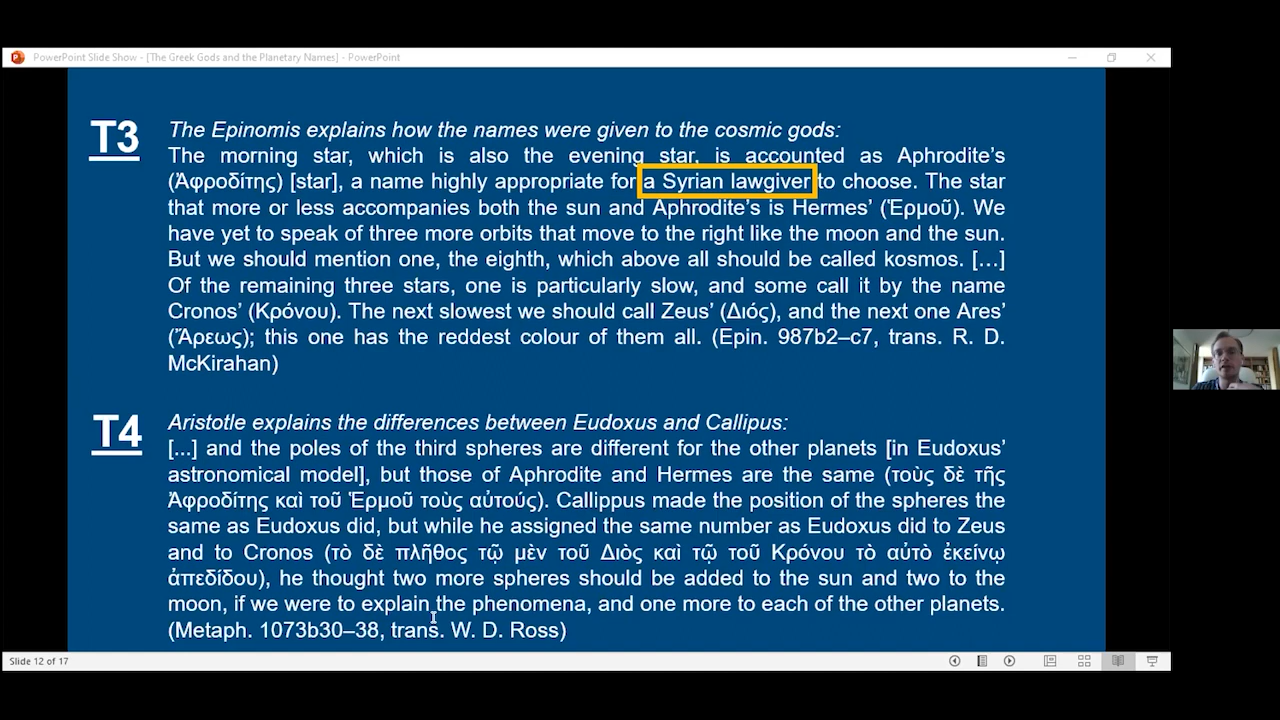 PowerPoint Slide Show - [The Greek Gods and the Planetary Names] - PowerPoint
T3
The Epinomis explains how the names were given to the cosmic gods:
The morning star, which is also the evening star, is accounted as Aphrodite’s
(Ἀφροδίτης) [star], a name highly appropriate for a Syrian lawgiver to choose. The star
that more or less accompanies both the sun and Aphrodite’s is Hermes’ (Ἑρμοῦ). We
have yet to speak of three more orbits that move to the right like the moon and the sun.
But we should mention one, the eighth, which above all should be called kosmos. […]
Of the remaining three stars, one is particularly slow, and some call it by the name
Cronos’ (Κρόνου). The next slowest we should call Zeus’ (Διός), and the next one Ares’
(Ἄρεως); this one has the reddest colour of them all. (Epin. 987b2–c7, trans. R. D.
McKirahan)
T4
Aristotle explains the differences between Eudoxus and Callipus:
[...] and the poles of the third spheres are different for the other planets [in Eudoxus’
astronomical model], but those of Aphrodite and Hermes are the same (τοὺς δὲ τῆς
Ἀφροδίτης καὶ τοῦ Ἑρμοῦ τοὺς αὐτούς). Callippus made the position of the spheres the
same as Eudoxus did, but while he assigned the same number as Eudoxus did to Zeus
and to Cronos (τὸ δὲ πλῆθος τῷ μὲν τοῦ Διὸς καὶ τῷ τοῦ Κρόνου τὸ αὐτὸ ἐκείνῳ
ἀπεδίδου), he thought two more spheres should be added to the sun and two to the
moon, if we were to explain the phenomena, and one more to each of the other planets.
(Metaph. 1073b30–38, trans. W. D. Ross)
Slide 12 of 17